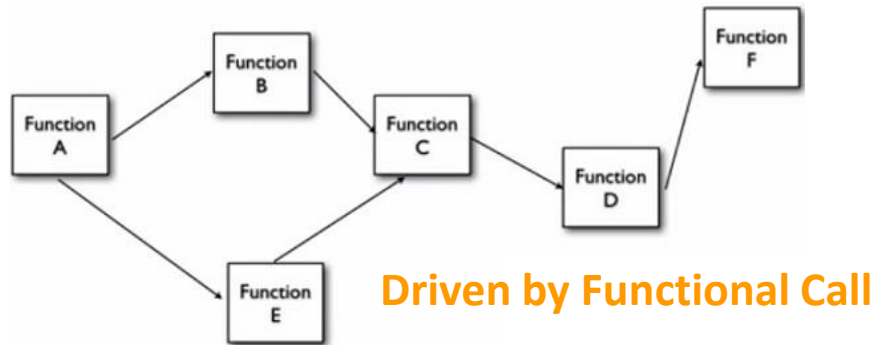 Function
F
Function
B
Function
A
Function
C
Function
D
Function
E
Driven by Functional Call